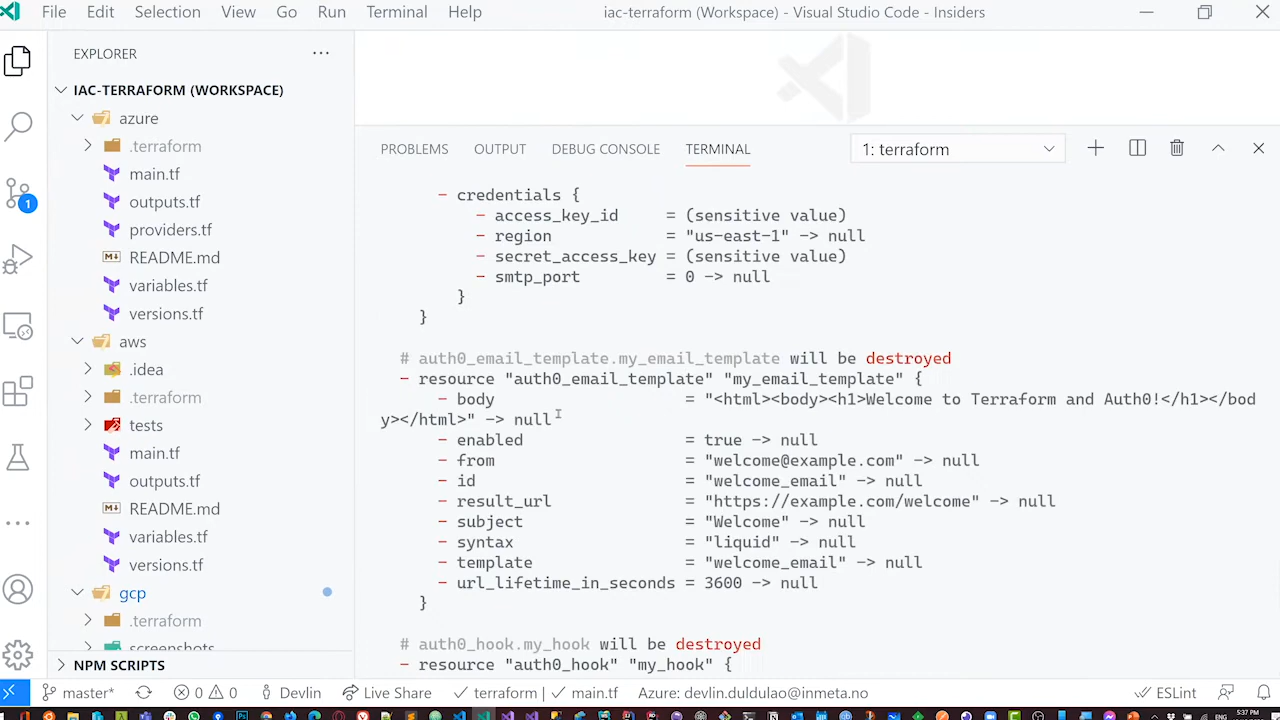 File Edit Selection View Go Run Terminal Help iac-terraform (Workspace) - Visual Studio Code - Insiders
EXPLORER ...
IAC-TERRAFORM (WORKSPACE)
azure
.terraform
main.tf
outputs.tf
providers.tf
README.md
variables.tf
versions.tf
aws
.idea
.terraform
tests
main.tf
outputs.tf
README.md
variables.tf
versions.tf
gcp
.terraform
screenshots
NPM SCRIPTS
1
PROBLEMS OUTPUT DEBUG CONSOLE TERMINAL 1: terraform
- credentials {
- access_key_id = (sensitive value)
- region = "us-east-1" -> null
- secret_access_key = (sensitive value)
- smtp_port = 0 -> null
}
}
# auth0_email_template.my_email_template will be destroyed
- resource "auth0_email_template" "my_email_template" {
- body = "<html><body><h1>Welcome to Terraform and Auth0!</h1></bod
y></html>" -> null
- enabled = true -> null
- from = "welcome@example.com" -> null
- id = "welcome_email" -> null
- result_url = "https://example.com/welcome" -> null
- subject = "Welcome" -> null
- syntax = "liquid" -> null
- template = "welcome_email" -> null
- url_lifetime_in_seconds = 3600 -> null
}
# auth0_hook.my_hook will be destroyed
- resource "auth0_hook" "my_hook" {
master* 0 0 Devlin Live Share terraform | main.tf Azure: devlin.duldulao@inmeta.no ESLint
5:37 PM